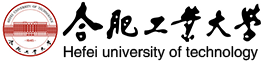 合肥工业大学
Hefei university of technology